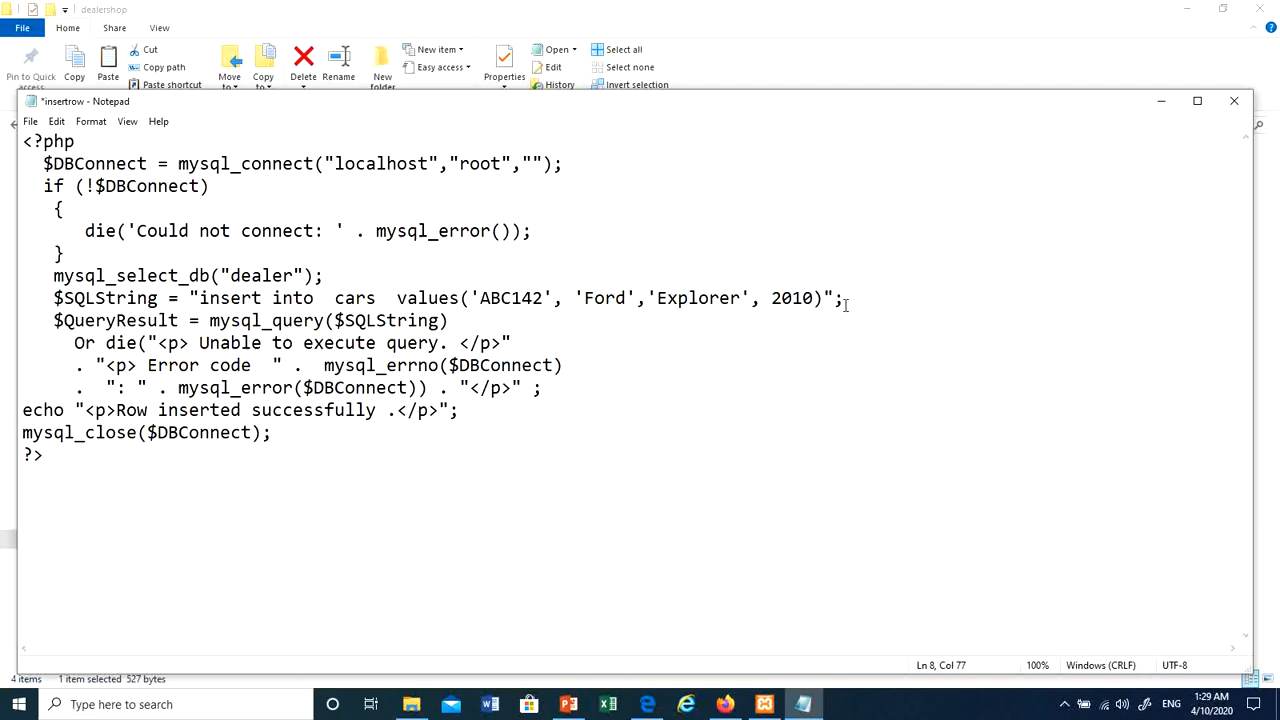 dealershop
File Home Share View
Pin to Quick access
Copy
Paste
Cut
Copy path
Paste shortcut
Move to
Copy to
Delete
Rename
New folder
New item
Easy access
Properties
Open
Edit
History
Select all
Select none
Invert selection
*insertrow - Notepad
File Edit Format View Help
<?php
$DBConnect = mysql_connect("localhost","root","");
if (!$DBConnect)
{
die('Could not connect: ' . mysql_error());
}
mysql_select_db("dealer");
$SQLString = "insert into  cars  values('ABC142', 'Ford','Explorer', 2010)";
$QueryResult = mysql_query($SQLString)
Or die("<p> Unable to execute query. </p>"
. "<p> Error code  " .  mysql_errno($DBConnect)
.  ": " . mysql_error($DBConnect)) . "</p>" ;
echo "<p>Row inserted successfully .</p>";
mysql_close($DBConnect);
?>
Ln 8, Col 77 100% Windows (CRLF) UTF-8
4 items 1 item selected 527 bytes
Type here to search
ENG
1:29 AM
4/10/2020